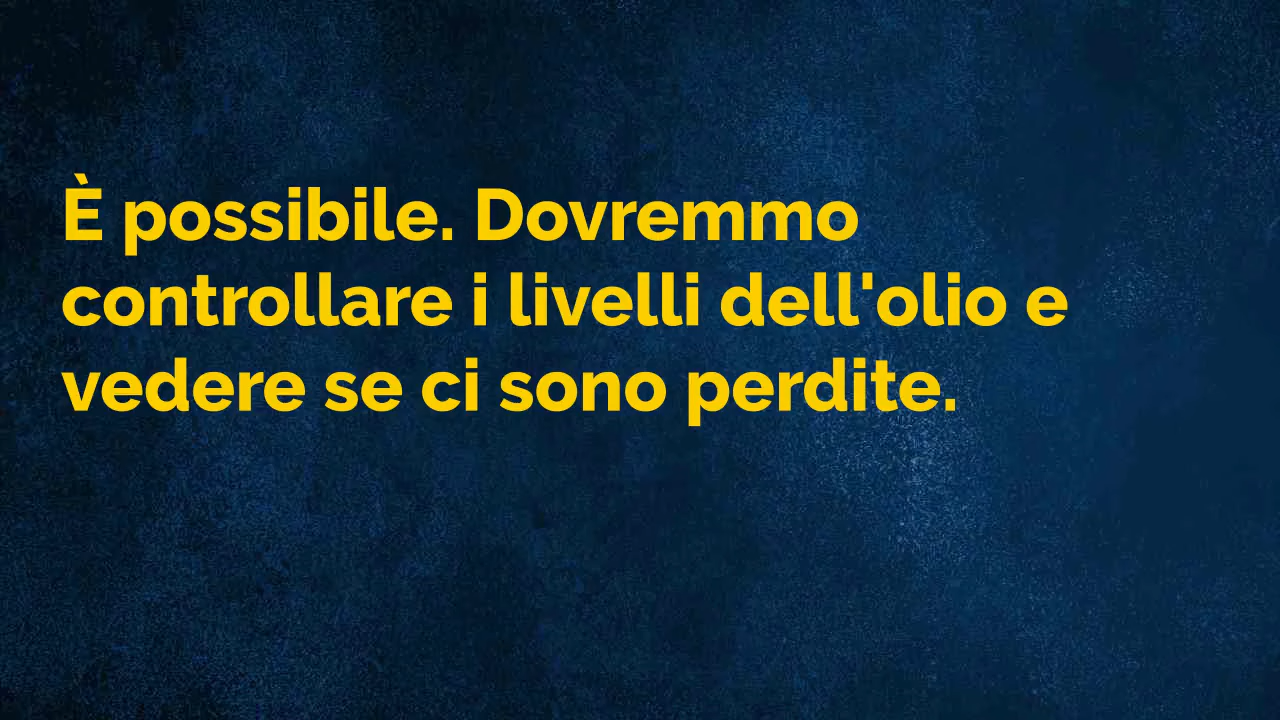 È possibile. Dovremmo
controllare i livelli dell'olio e
vedere se ci sono perdite.